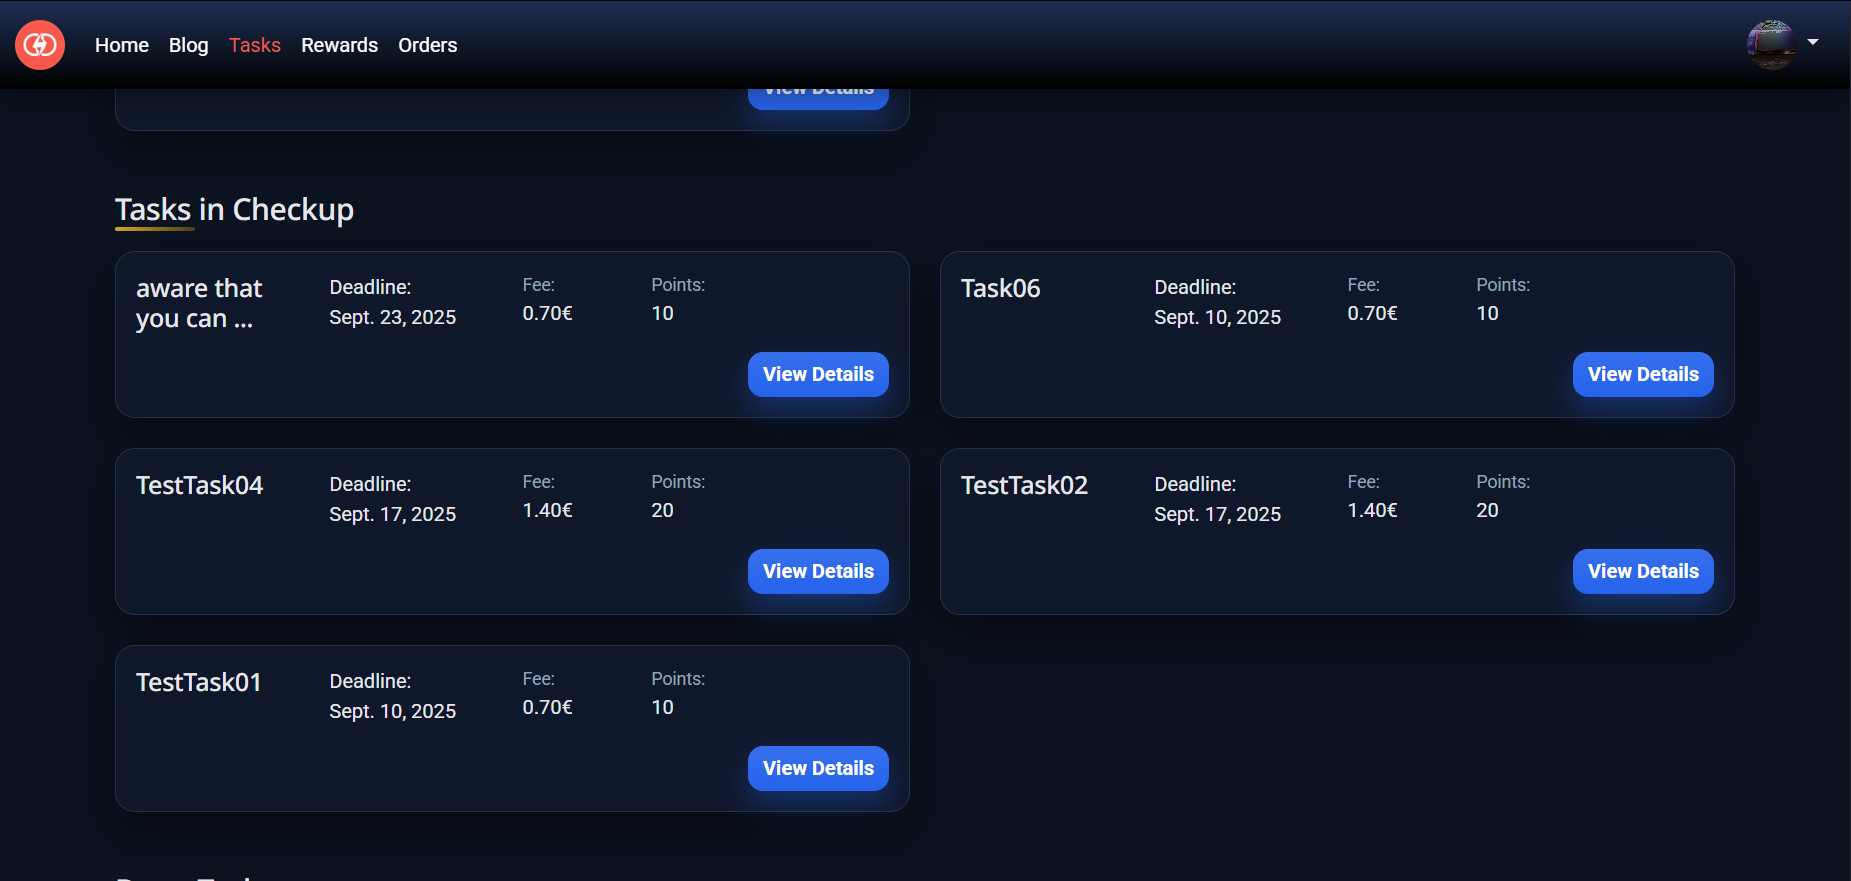 Home Blog Tasks Rewards Orders
View Details
Tasks in Checkup
aware that
you can ...
Deadline:
Sept. 23, 2025
Fee:
0.70€
Points:
10
View Details
Task06
Deadline:
Sept. 10, 2025
Fee:
0.70€
Points:
10
View Details
TestTask04
Deadline:
Sept. 17, 2025
Fee:
1.40€
Points:
20
View Details
TestTask02
Deadline:
Sept. 17, 2025
Fee:
1.40€
Points:
20
View Details
TestTask01
Deadline:
Sept. 10, 2025
Fee:
0.70€
Points:
10
View Details